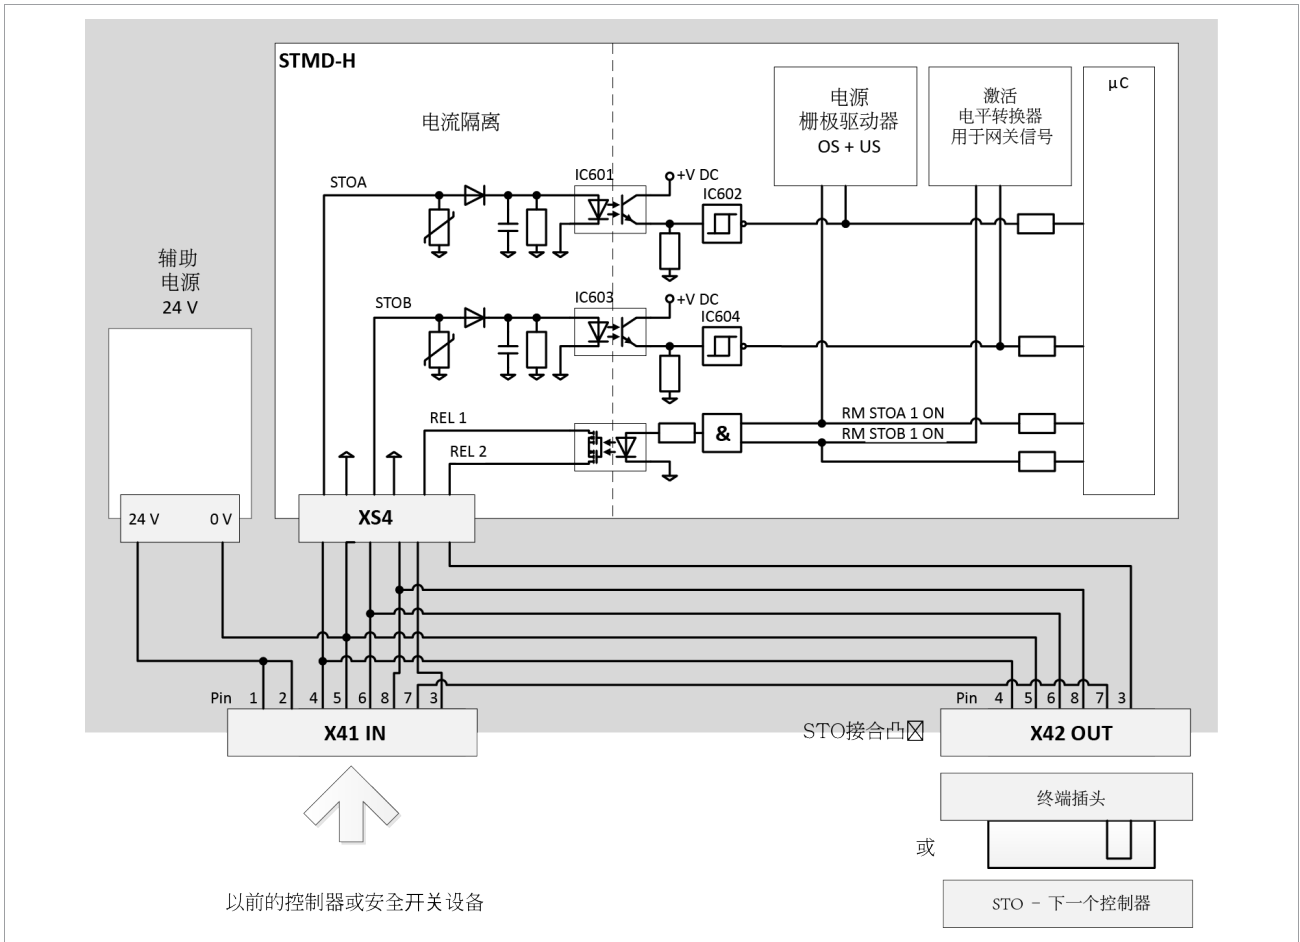 STMD-H
电流隔离
电源
栅极驱动器
OS + US
激活
电平转换器
用于网关信号
μC
STOA
IC601
+V DC
IC602
辅助
电源
24 V
STOB
IC603
+V DC
IC604
REL 1
REL 2
&
RM STOA 1 ON
RM STOB 1 ON
24 V
0 V
XS4
Pin 1 2 4 5 6 8 7 3
Pin 4 5 6 8 7 3
X41 IN
STO接合凸
X42 OUT
终端插头
或
以前的控制器或安全开关设备
STO - 下一个控制器